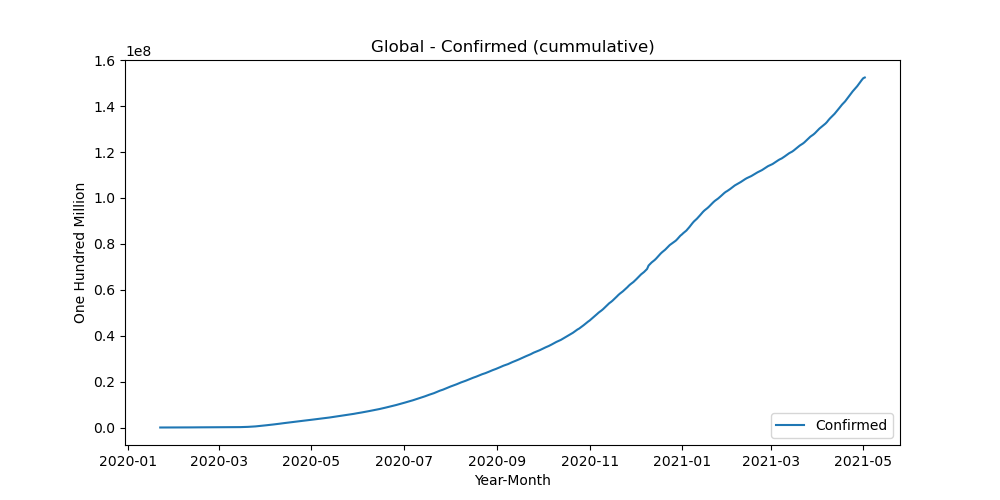 Global - Confirmed (cummulative)
1e8
1.6
1.4
1.2
1.0
0.8
0.6
0.4
0.2
0.0
One Hundred Million
Confirmed
2020-01 2020-03 2020-05 2020-07 2020-09 2020-11 2021-01 2021-03 2021-05
Year-Month